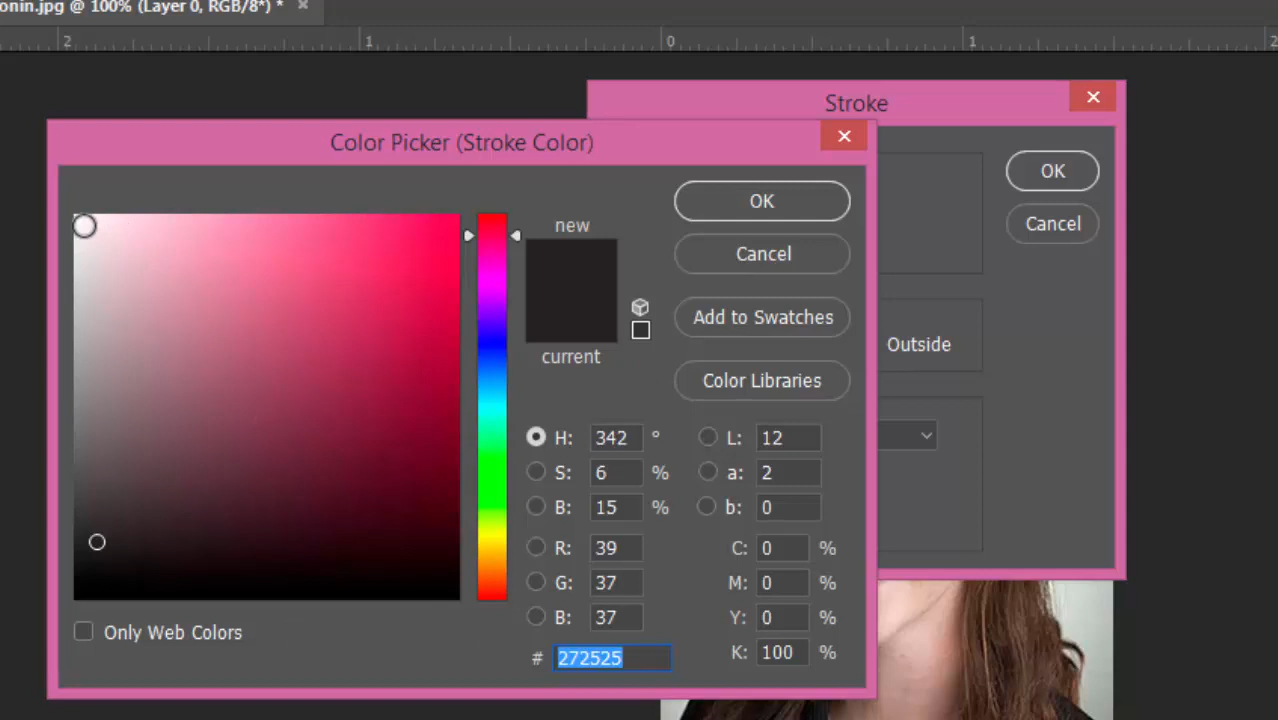 onin.jpg @ 100% (Layer 0, RGB/8*) *
2 1 0 1 2
Stroke
OK
Cancel
Outside
Color Picker (Stroke Color)
new
current
OK
Cancel
Add to Swatches
Color Libraries
H: 342 °
S: 6 %
B: 15 %
R: 39
G: 37
B: 37
# 272525
L: 12
a: 2
b: 0
C: 0 %
M: 0 %
Y: 0 %
K: 100 %
Only Web Colors